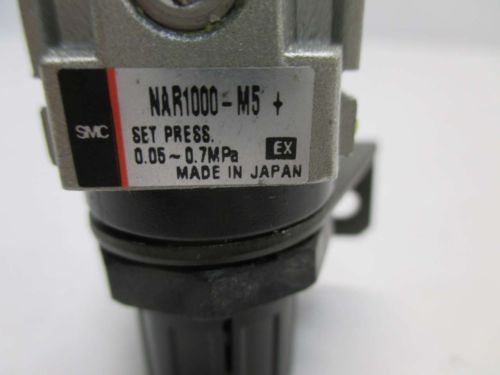 NAR1000-M5
SMC
SET PRESS.
0.05~0.7MPa EX
MADE IN JAPAN